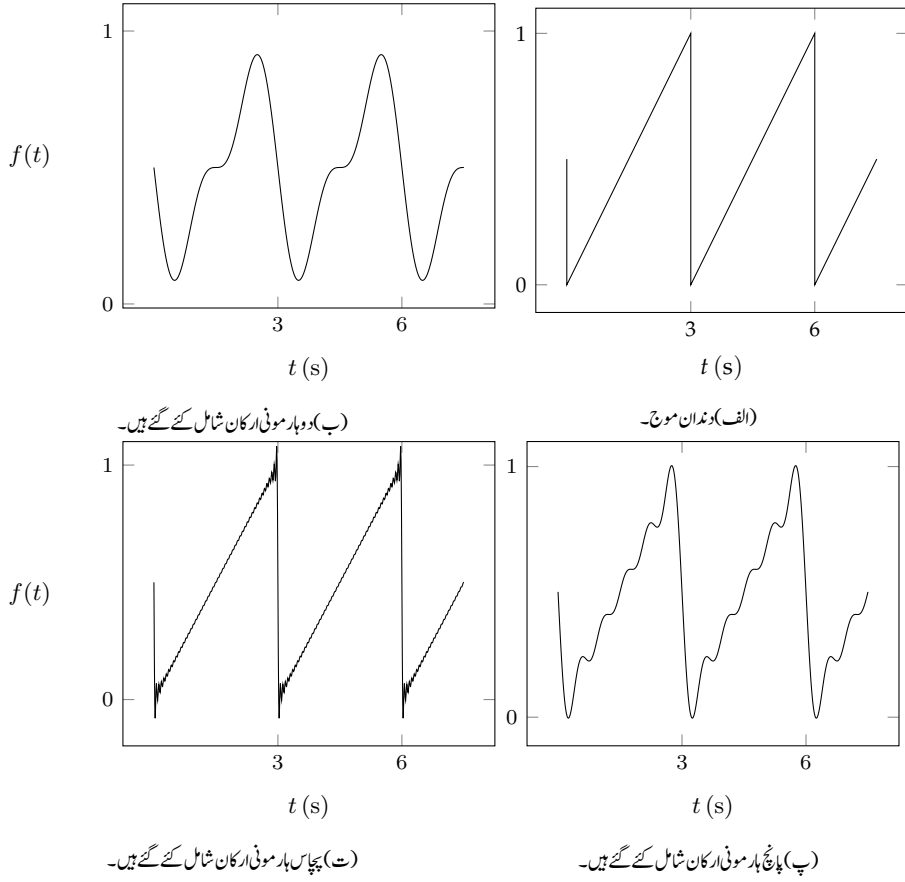 1
0
3
6
f(t)
t (s)
1
0
3
6
t (s)
(الف) دندان موج۔
(ب) دو ہارمونی ارکان شامل کئے گئے ہیں۔
1
0
3
6
f(t)
t (s)
1
0
3
6
t (s)
(پ) پانچ ہارمونی ارکان شامل کئے گئے ہیں۔
(ت) پچاس ہارمونی ارکان شامل کئے گئے ہیں۔